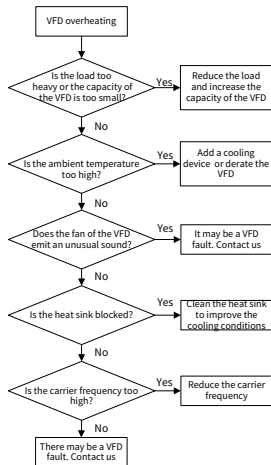 VFD overheating
Is the load too
heavy or the capacity of
the VFD is too small?
Yes
Reduce the load
and increase the
capacity of the VFD
No
Is the ambient temperature
too high?
Yes
Add a cooling
device or derate the
VFD
No
Does the fan of the VFD
emit an unusual sound?
Yes
It may be a VFD
fault. Contact us
No
Is the heat sink blocked?
Yes
Clean the heat sink
to improve the
cooling conditions
No
Is the carrier frequency too
high?
Yes
Reduce the carrier
frequency
No
There may be a VFD
fault. Contact us